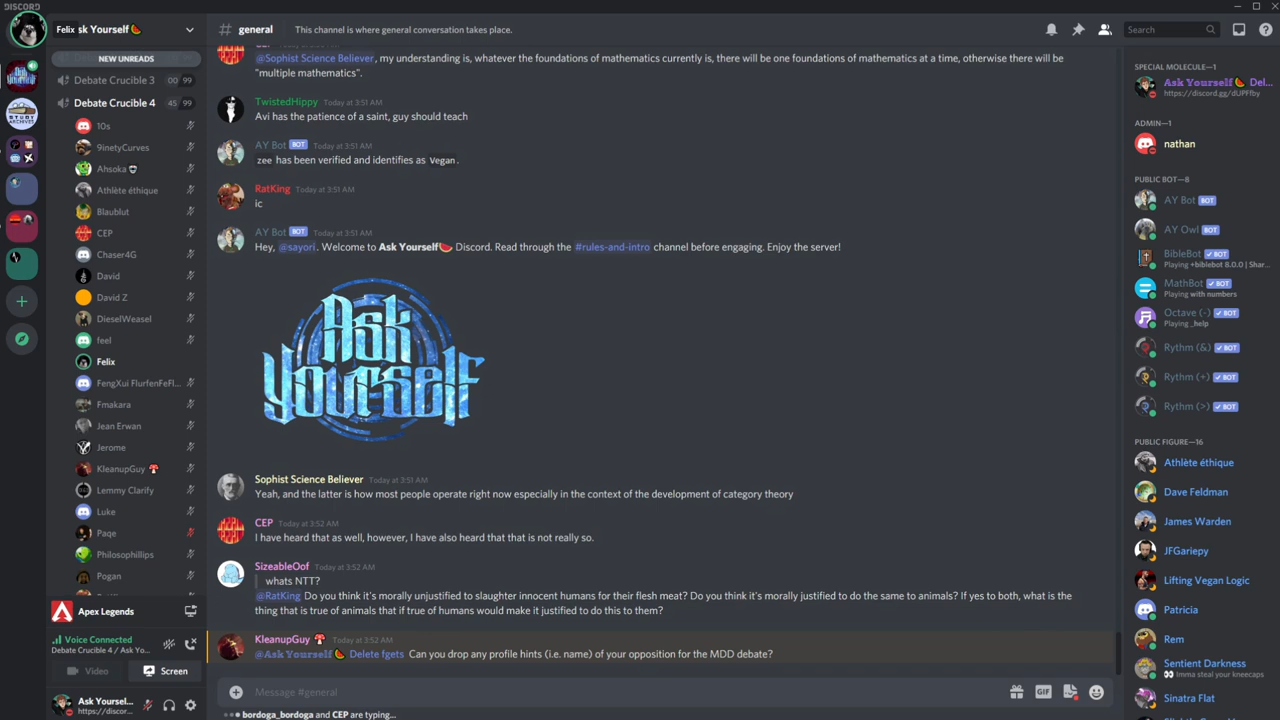 DISCORD
Felix
sk Yourself
NEW UNREADS
Debate Crucible 3 00 99
Debate Crucible 4 45 99
10s
9inetyCurves
Ahsoka
Athlète éthique
Blaublut
CEP
Chaser4G
David
David Z
DieselWeasel
feel
Felix
FengXui FlurfenFeFl...
Fmakara
Jean Erwan
Jerome
KleanupGuy
Lemmy Clarify
Luke
Paqe
Philosophillips
Pogan
Apex Legends
Voice Connected
Debate Crucible 4 / Ask Yo...
Video Screen
Ask Yoursel...
https://discor...
# general This channel is where general conversation takes place.
Search
@Sophist Science Believer, my understanding is, whatever the foundations of mathematics currently is, there will be one foundations of mathematics at a time, otherwise there will be
"multiple mathematics".
TwistedHippy Today at 3:51 AM
Avi has the patience of a saint, guy should teach
AY Bot BOT Today at 3:51 AM
zee has been verified and identifies as Vegan.
RatKing Today at 3:51 AM
ic
AY Bot BOT Today at 3:51 AM
Hey, @sayori. Welcome to Ask Yourself🍉 Discord. Read through the #rules-and-intro channel before engaging. Enjoy the server!
Ask
Yourself
Sophist Science Believer Today at 3:51 AM
Yeah, and the latter is how most people operate right now especially in the context of the development of category theory
CEP Today at 3:52 AM
I have heard that as well, however, I have also heard that that is not really so.
SizeableOof Today at 3:52 AM
whats NTT?
@RatKing Do you think it's morally unjustified to slaughter innocent humans for their flesh meat? Do you think it's morally justified to do the same to animals? If yes to both, what is the
thing that is true of animals that if true of humans would make it justified to do this to them?
KleanupGuy Today at 3:52 AM
@Ask Yourself🍉 Delete fgets Can you drop any profile hints (i.e. name) of your opposition for the MDD debate?
Message #general
GIF
bordoga_bordoga and CEP are typing...
SPECIAL MOLECULE—1
Ask Yourself🍉 Del...
https://discord.gg/dUPFfby
ADMIN—1
nathan
PUBLIC BOT—8
AY Bot BOT
AY Owl BOT
BibleBot BOT
Playing +biblebot 8.0.0 | Shar...
MathBot BOT
Playing with numbers
Octave (-) BOT
Playing _help
Rythm (&) BOT
Rythm (+) BOT
Rythm (>) BOT
PUBLIC FIGURE—16
Athlète éthique
Dave Feldman
James Warden
JFGariepy
Lifting Vegan Logic
Patricia
Rem
Sentient Darkness
Imma steal your kneecaps
Sinatra Flat